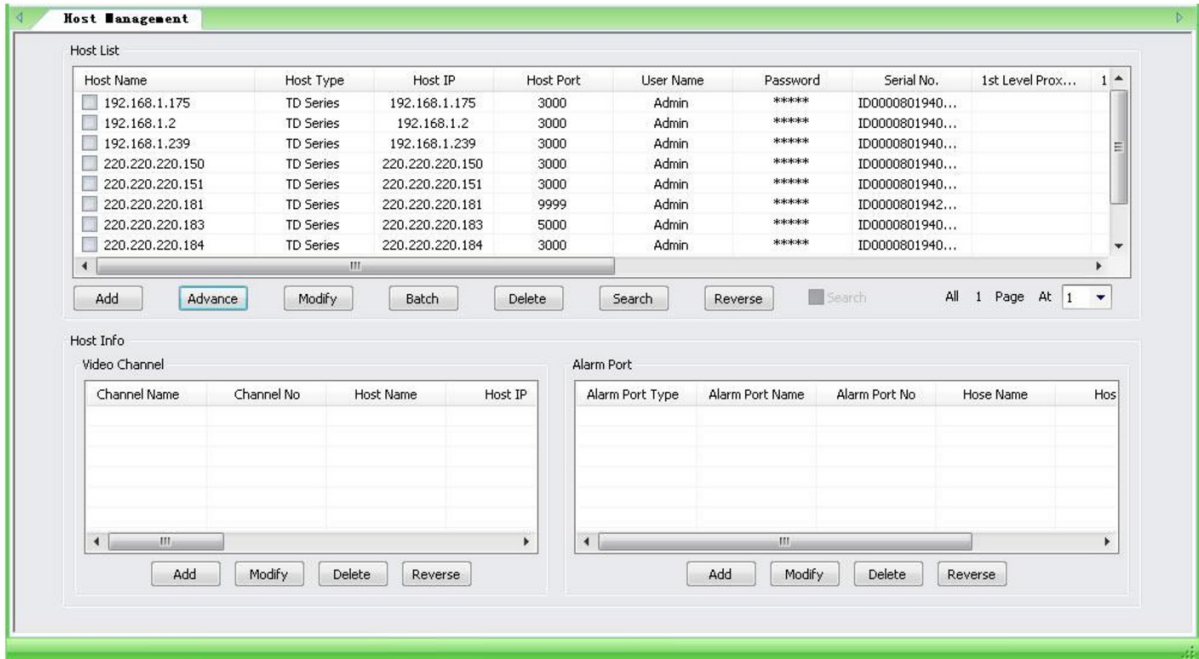 Host Management
Host List
Host Name Host Type Host IP Host Port User Name Password Serial No. 1st Level Prox... 1
192.168.1.175 TD Series 192.168.1.175 3000 Admin ***** ID0000801940...
192.168.1.2 TD Series 192.168.1.2 3000 Admin ***** ID0000801940...
192.168.1.239 TD Series 192.168.1.239 3000 Admin ***** ID0000801940...
220.220.220.150 TD Series 220.220.220.150 3000 Admin ***** ID0000801940...
220.220.220.151 TD Series 220.220.220.151 3000 Admin ***** ID0000801940...
220.220.220.181 TD Series 220.220.220.181 9999 Admin ***** ID0000801942...
220.220.220.183 TD Series 220.220.220.183 5000 Admin ***** ID0000801940...
220.220.220.184 TD Series 220.220.220.184 3000 Admin ***** ID0000801940...
Add Advance Modify Batch Delete Search Reverse Search All 1 Page At 1
Host Info
Video Channel Alarm Port
Channel Name Channel No Host Name Host IP Alarm Port Type Alarm Port Name Alarm Port No Hose Name Hos
Add Modify Delete Reverse Add Modify Delete Reverse